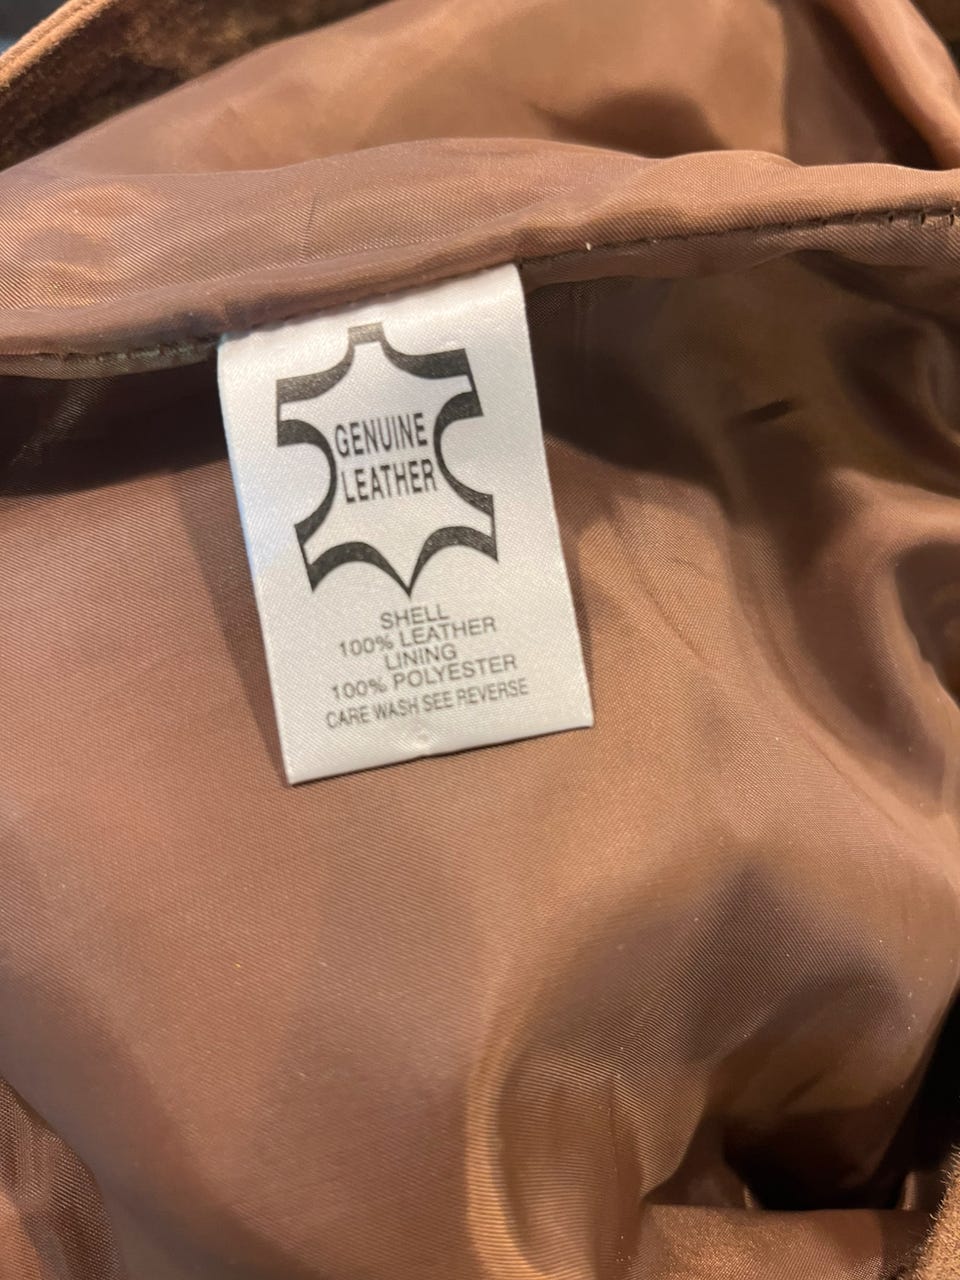 GENUINE
LEATHER
SHELL
100% LEATHER
LINING
100% POLYESTER
CARE WASH SEE REVERSE